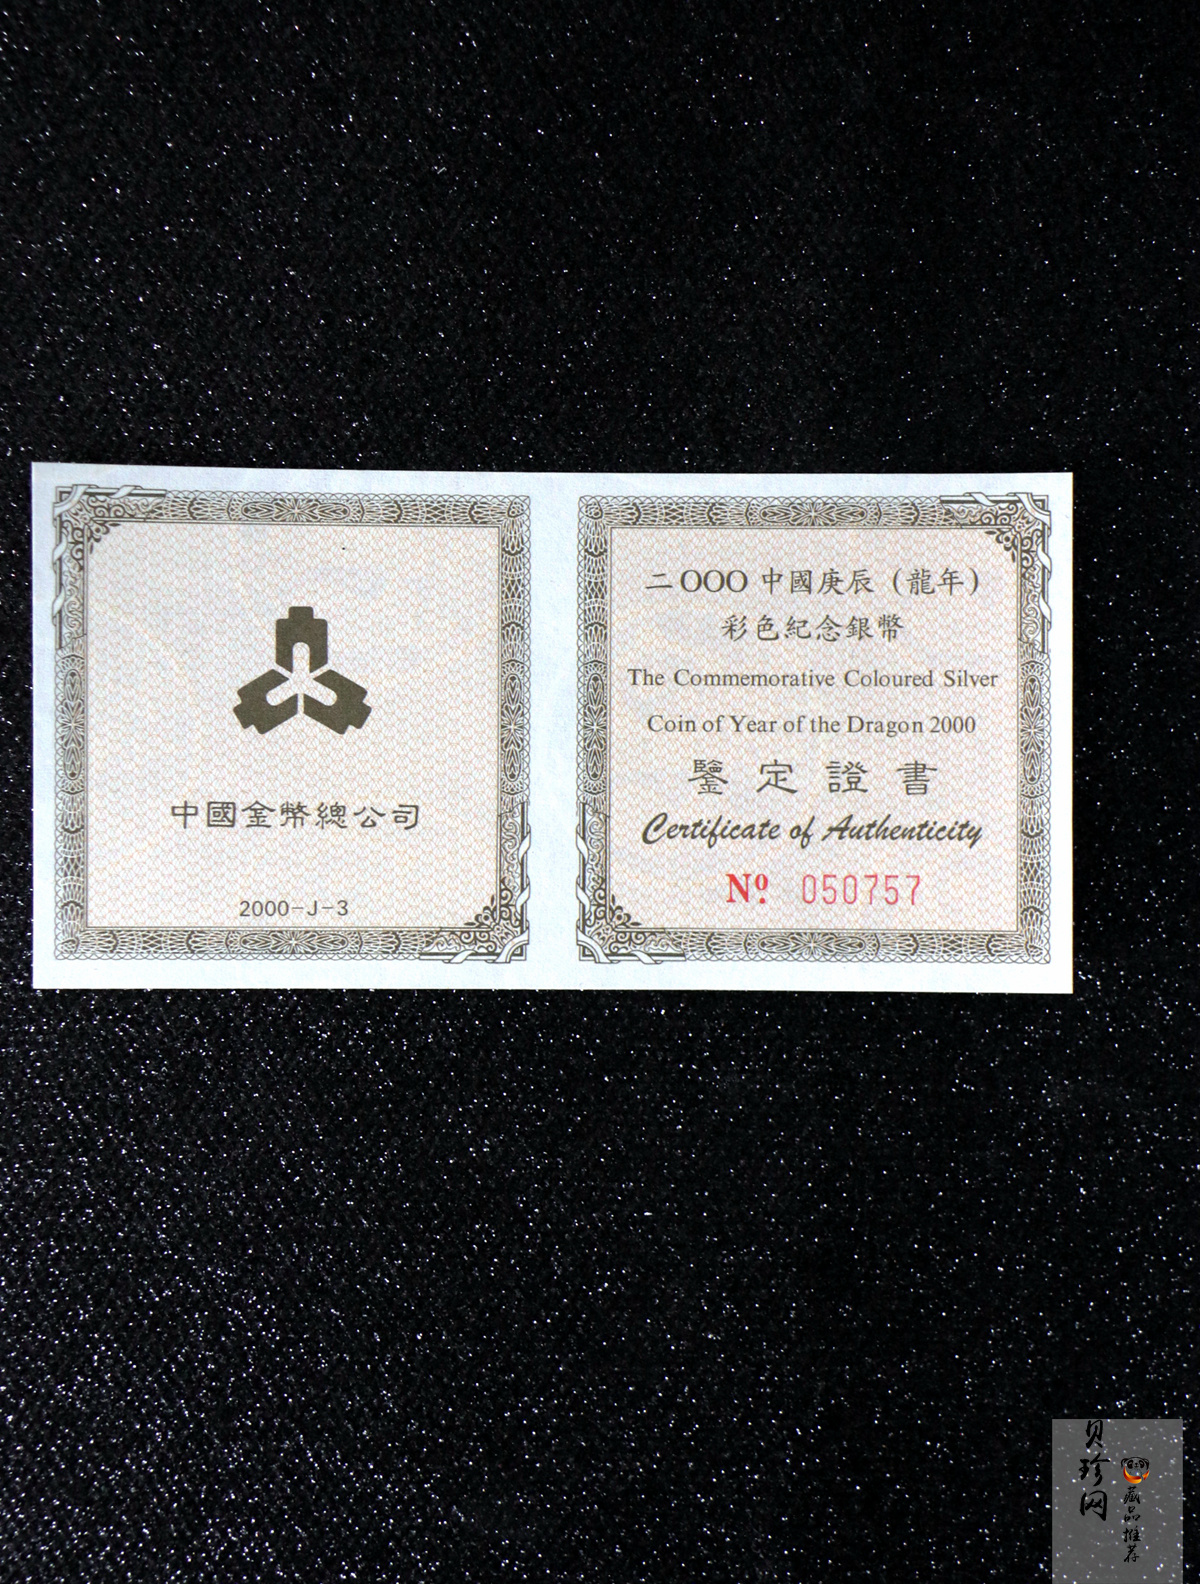 中國金幣總公司
2000-J-3
二OOO中國庚辰(龍年)
彩色紀念銀幣
The Commemorative Coloured Silver
Coin of Year of the Dragon 2000
鑒定證書
Certificate of Authenticity
Nº. 050757
贝珍网
藏品推荐